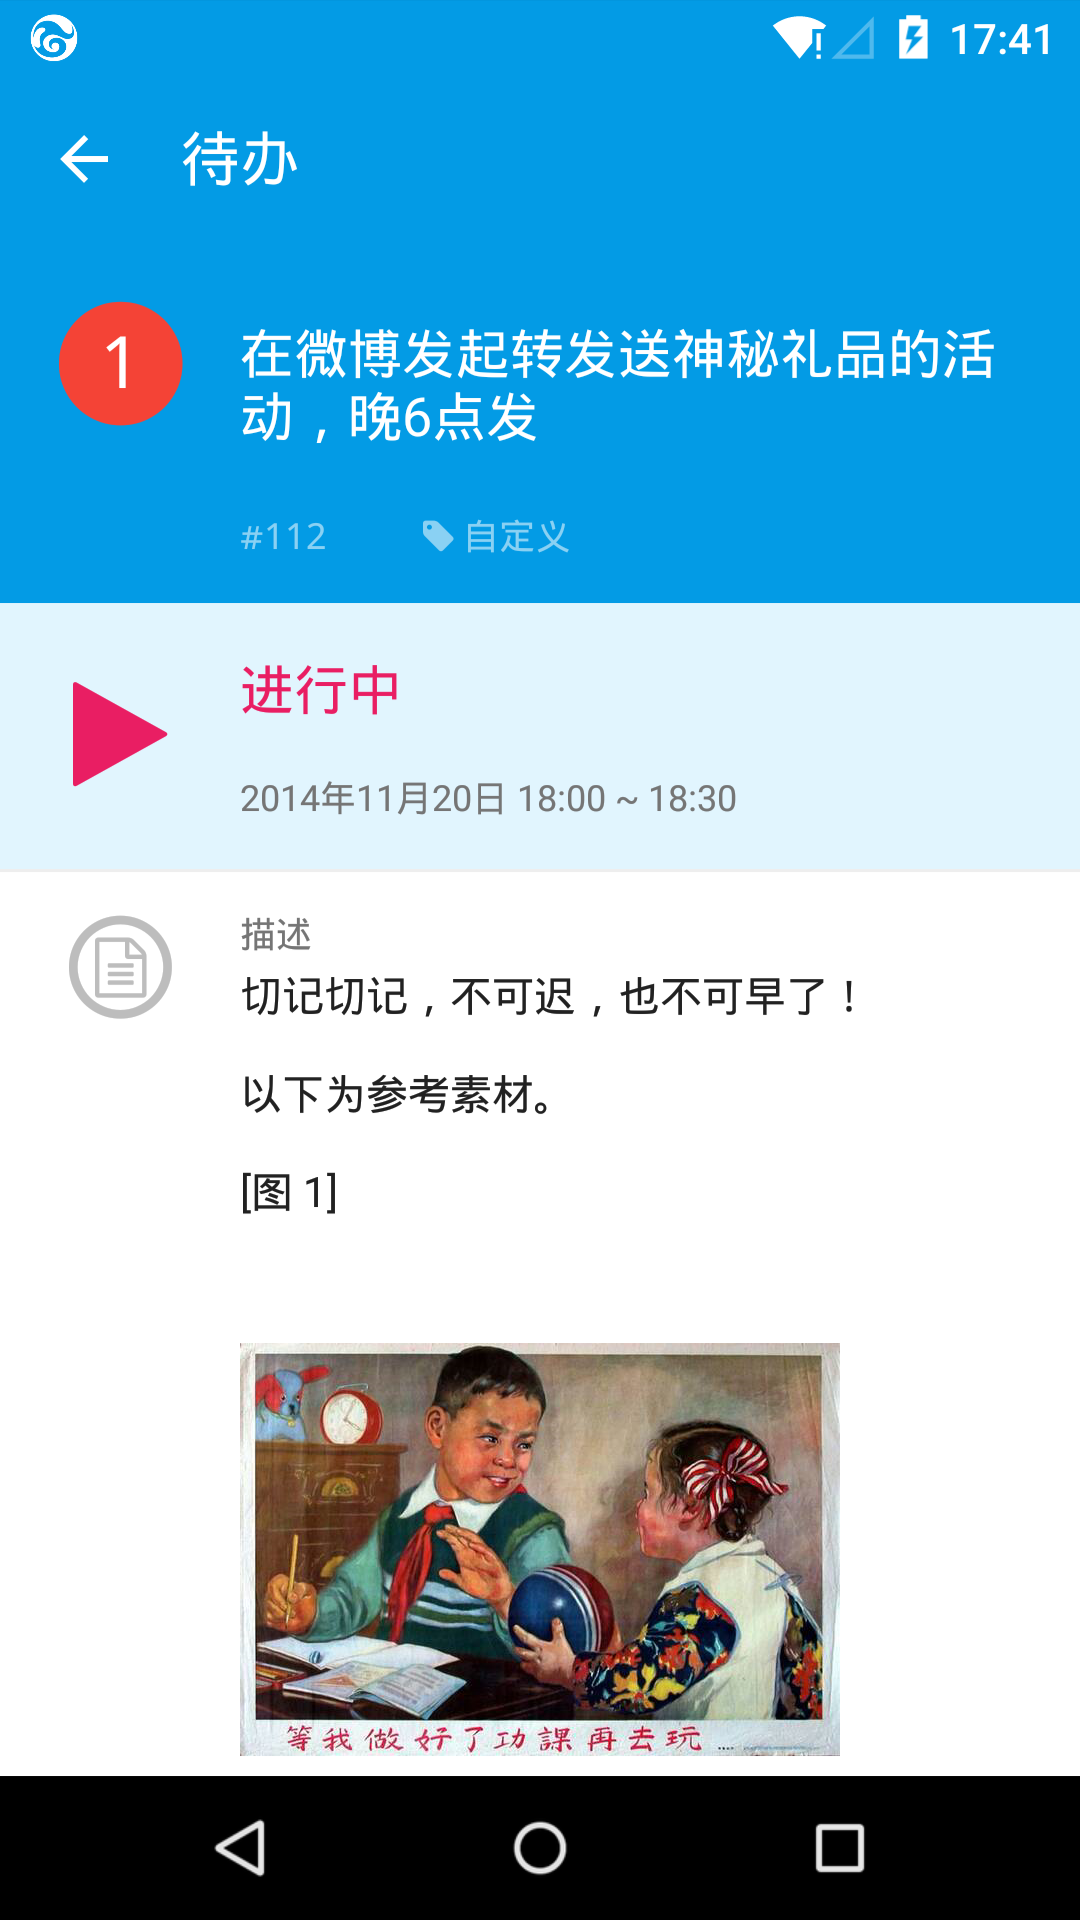 17:41
待办
1
在微博发起转发送神秘礼品的活
动，晚6点发
#112 自定义
进行中
2014年11月20日 18:00 ~ 18:30
描述
切记切记，不可迟，也不可早了！
以下为参考素材。
[图 1]
等我做好了功課再去玩